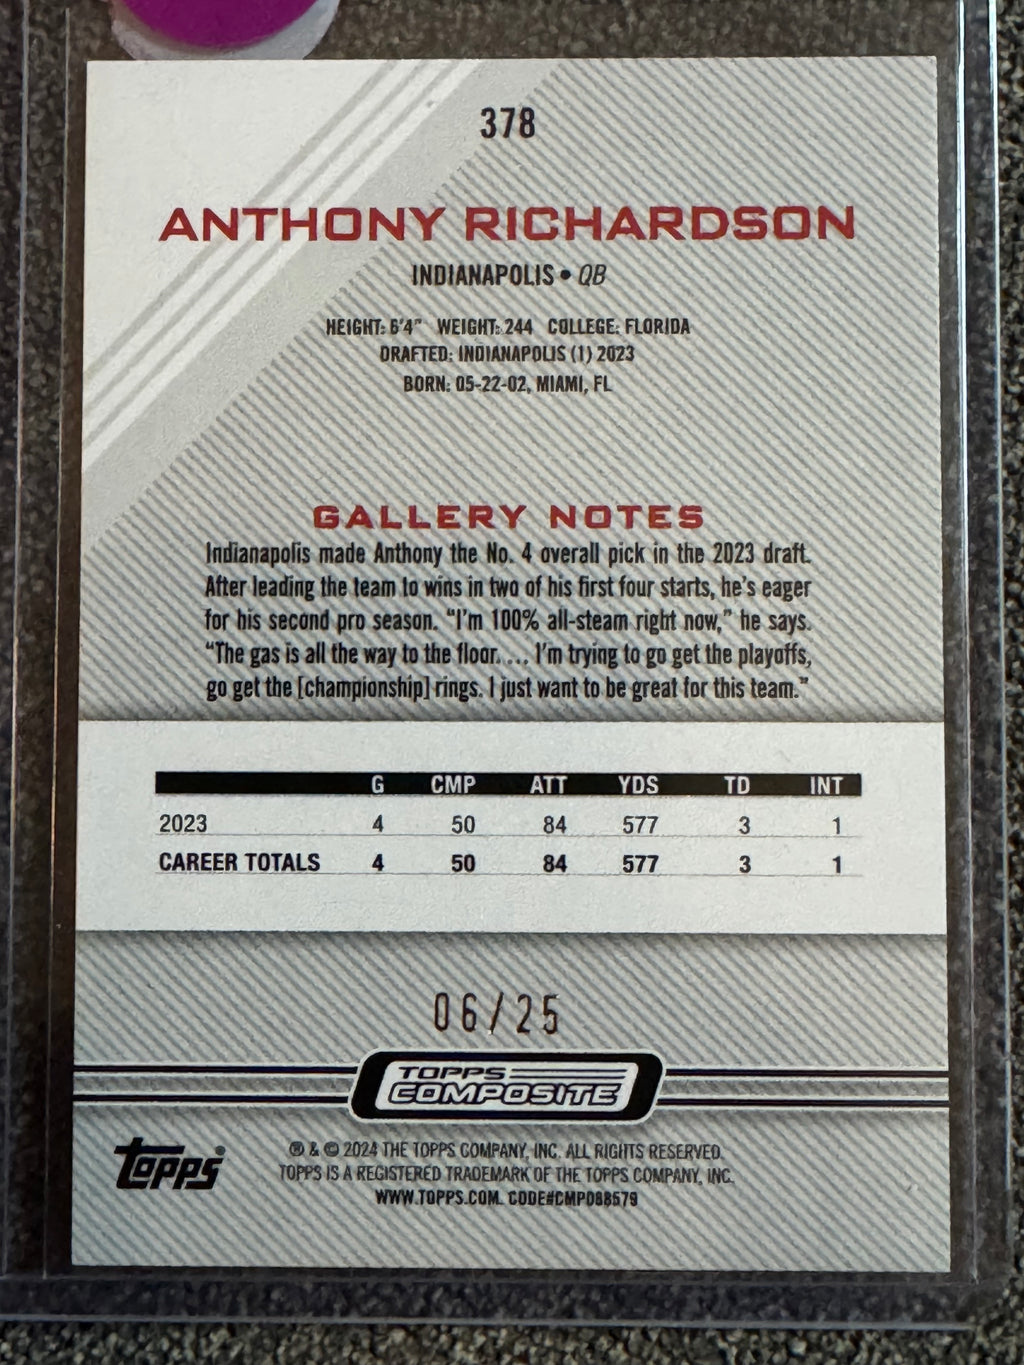 378
ANTHONY RICHARDSON
INDIANAPOLIS • QB
HEIGHT: 6'4" WEIGHT: 244 COLLEGE: FLORIDA
DRAFTED: INDIANAPOLIS (1) 2023
BORN: 05-22-02, MIAMI, FL
GALLERY NOTES
Indianapolis made Anthony the No. 4 overall pick in the 2023 draft.
After leading the team to wins in two of his first four starts, he's eager
for his second pro season. "I'm 100% all-steam right now," he says.
"The gas is all the way to the floor. ... I'm trying to go get the playoffs,
go get the [championship] rings. I just want to be great for this team."
G CMP ATT YDS TD INT
2023 4 50 84 577 3 1
CAREER TOTALS 4 50 84 577 3 1
06/25
TOPPS
COMPOSITE
topps®
® & © 2024 THE TOPPS COMPANY, INC. ALL RIGHTS RESERVED.
TOPPS IS A REGISTERED TRADEMARK OF THE TOPPS COMPANY, INC.
WWW.TOPPS.COM. CODE#CMP088579